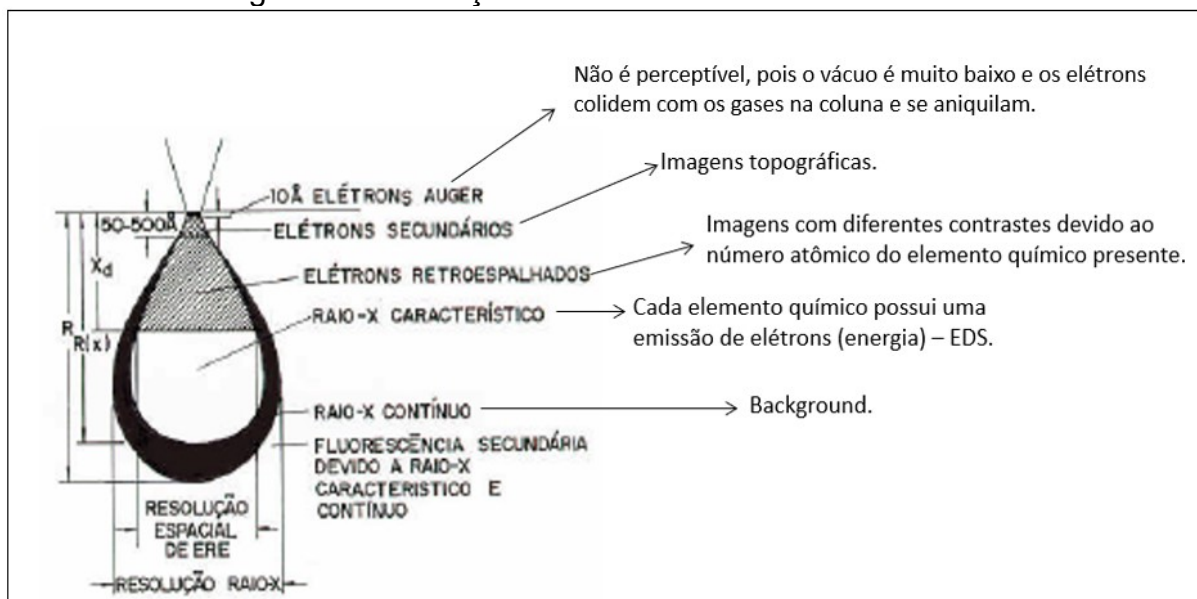 Não é perceptível, pois o vácuo é muito baixo e os elétrons
colidem com os gases na coluna e se aniquilam.
Imagens topográficas.
10Å ELÉTRONS AUGER
50-500Å
ELÉTRONS SECUNDÁRIOS
Imagens com diferentes contrastes devido ao
número atômico do elemento químico presente.
Xd
ELÉTRONS RETROESPALHADOS
RAIO-X CARACTERÍSTICO
Cada elemento químico possui uma
emissão de elétrons (energia) – EDS.
R
R(x)
RAIO-X CONTÍNUO
Background.
FLUORESCÊNCIA SECUNDÁRIA
DEVIDO A RAIO-X
CARACTERISTICO E
CONTÍNUO
RESOLUÇÃO
ESPACIAL
DE ERE
RESOLUÇÃO RAIO-X